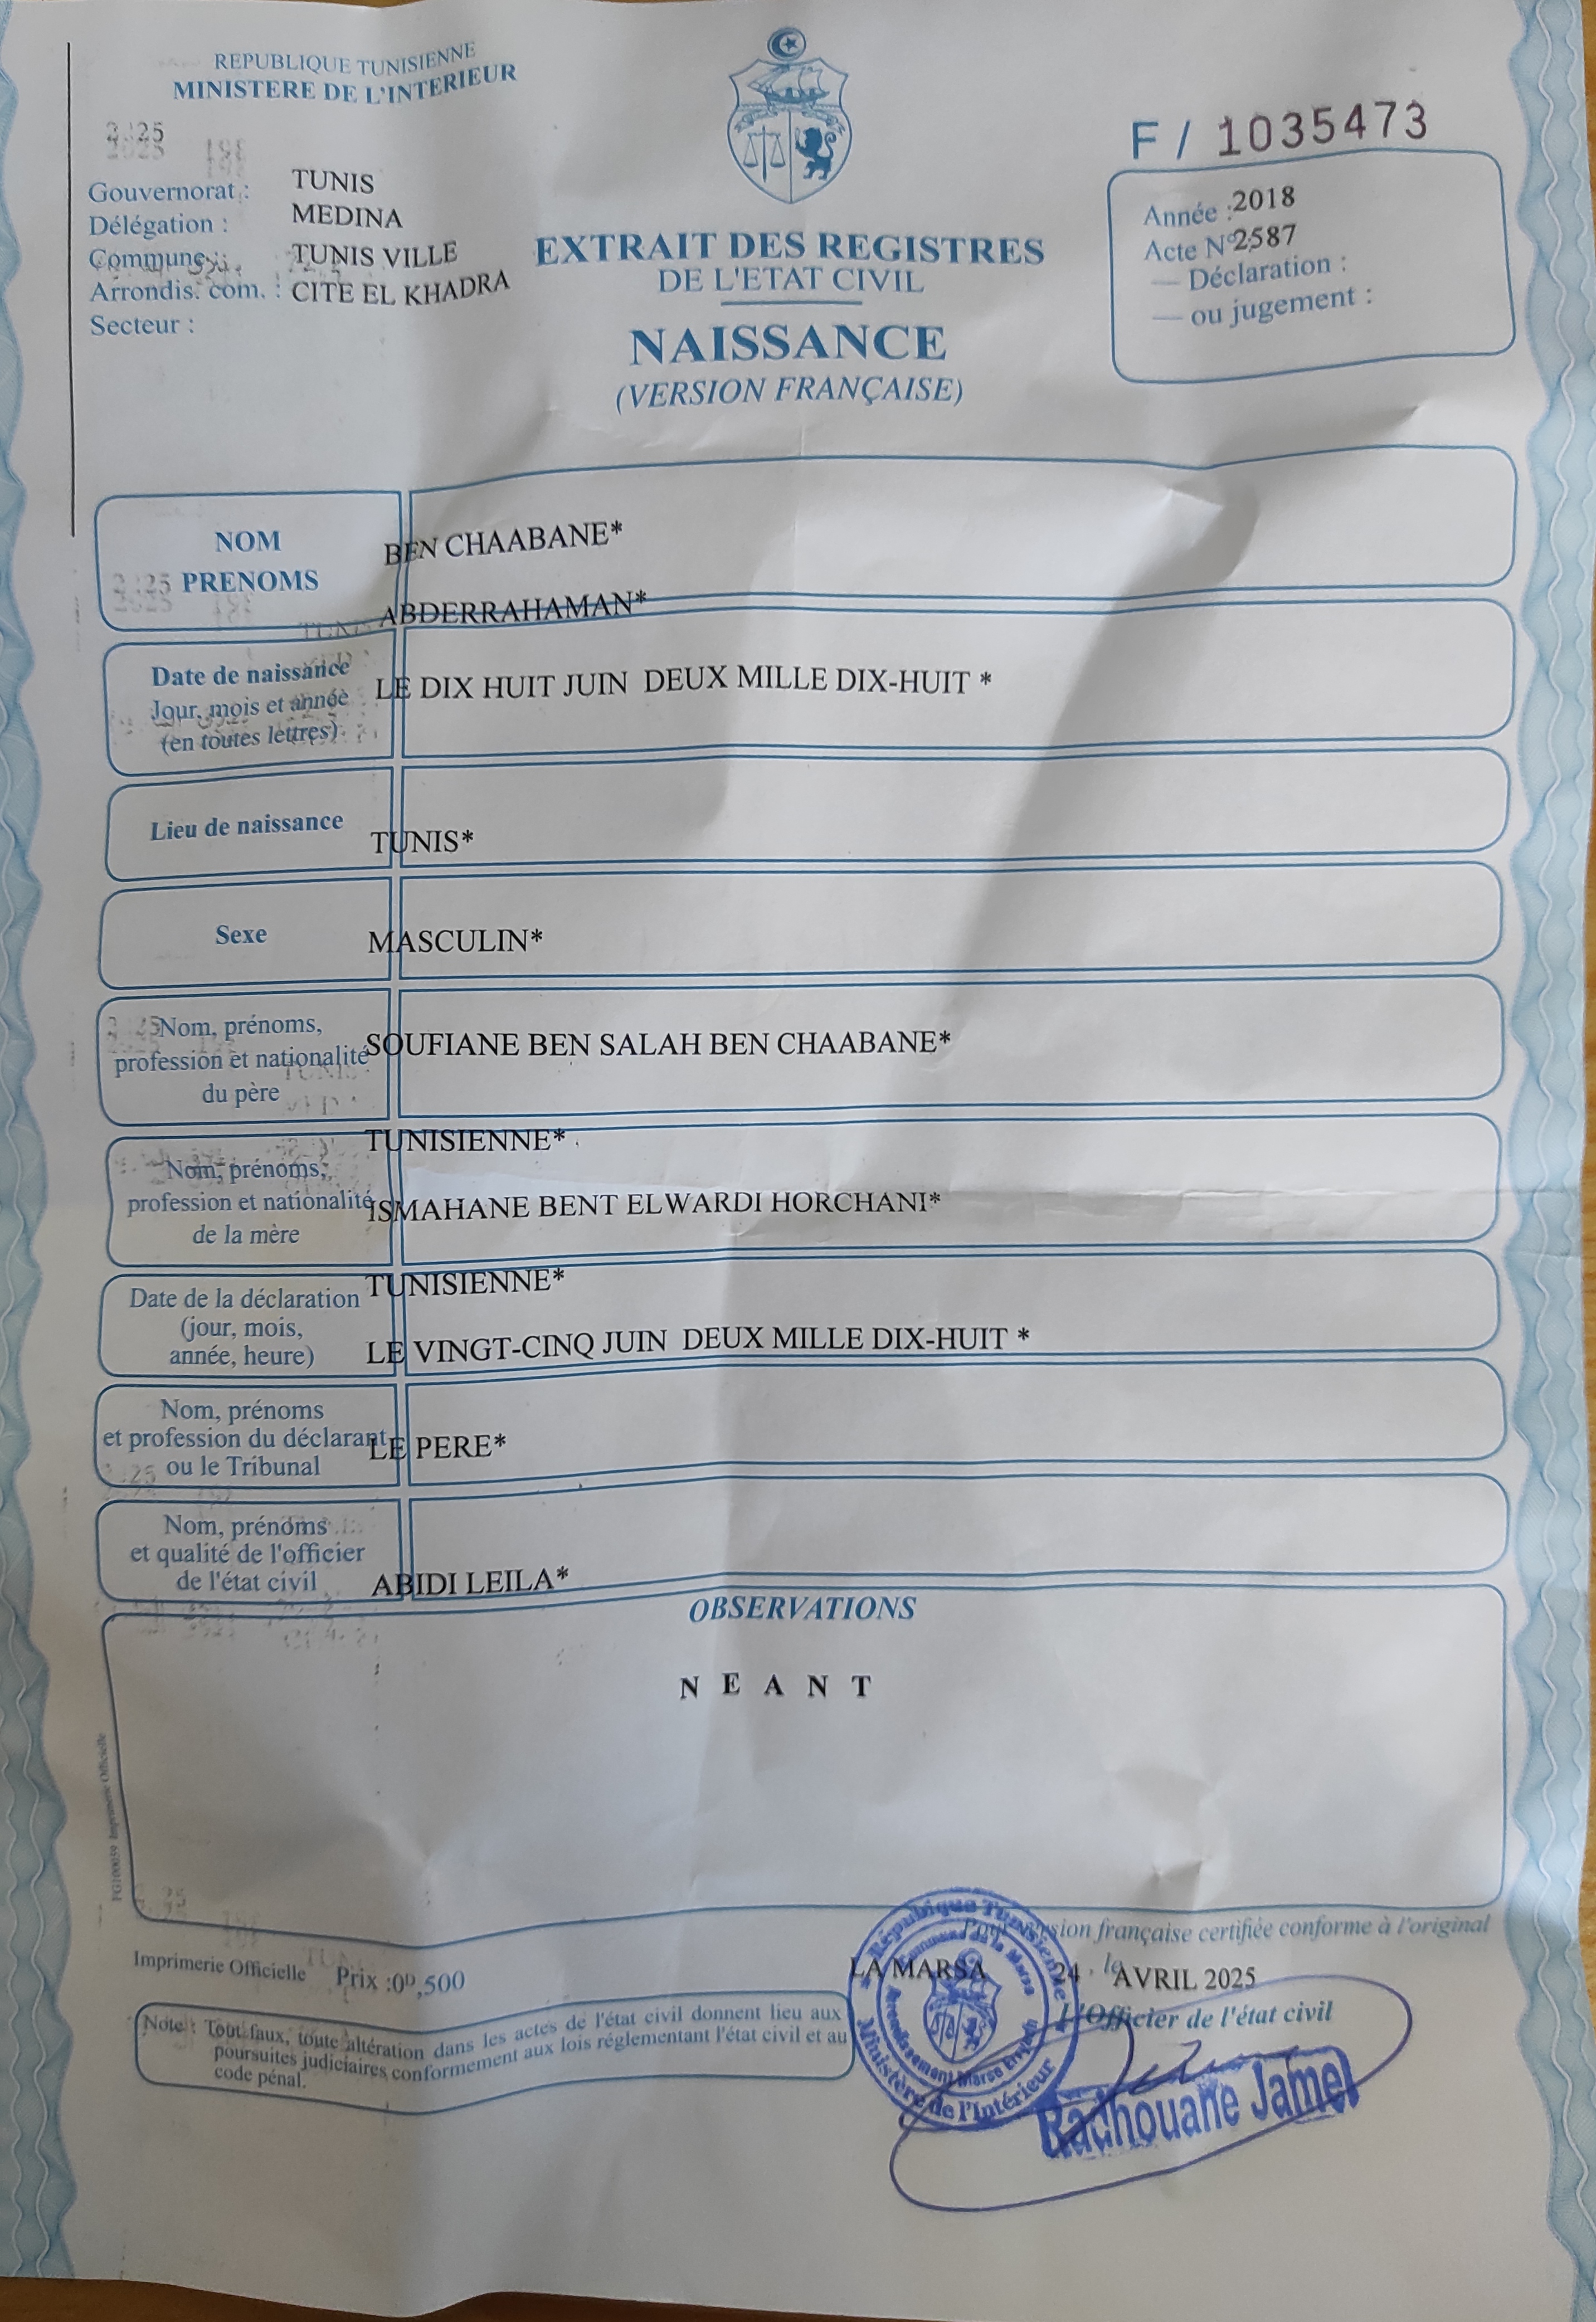 REPUBLIQUE TUNISIENNE
MINISTERE DE L'INTERIEUR
Gouvernorat : TUNIS
Délégation : MEDINA
Commune : TUNIS VILLE
Arrondis. com. : CITE EL KHADRA
Secteur :
EXTRAIT DES REGISTRES
DE L'ETAT CIVIL
NAISSANCE
(VERSION FRANÇAISE)
F / 1035473
Année : 2018
Acte N° 2587
— Déclaration :
— ou jugement :
NOM BEN CHAABANE*
PRENOMS ABDERRAHAMAN*
Date de naissance
Jour, mois et année
(en toutes lettres)
LE DIX HUIT JUIN DEUX MILLE DIX-HUIT *
Lieu de naissance
TUNIS*
Sexe
MASCULIN*
Nom, prénoms,
profession et nationalité
du père
SOUFIANE BEN SALAH BEN CHAABANE*
TUNISIENNE*
Nom, prénoms,
profession et nationalité
de la mère
ISMAHANE BENT ELWARDI HORCHANI*
TUNISIENNE*
Date de la déclaration
(jour, mois,
année, heure)
LE VINGT-CINQ JUIN DEUX MILLE DIX-HUIT *
Nom, prénoms
et profession du déclarant
ou le Tribunal
LE PERE*
Nom, prénoms
et qualité de l'officier
de l'état civil
ABIDI LEILA*
OBSERVATIONS
N E A N T
Imprimerie Officielle Prix :0ᴰ,500
Note : Tout faux, toute altération dans les actes de l'état civil donnent lieu aux
poursuites judiciaires conformement aux lois réglementant l'état civil et au
code pénal.
Pour version française certifiée conforme à l'original
LA MARSA 24 le AVRIL 2025
L'Officier de l'état civil
République Tunisienne
Ministère de l'Intérieur
Radhouane Jamel